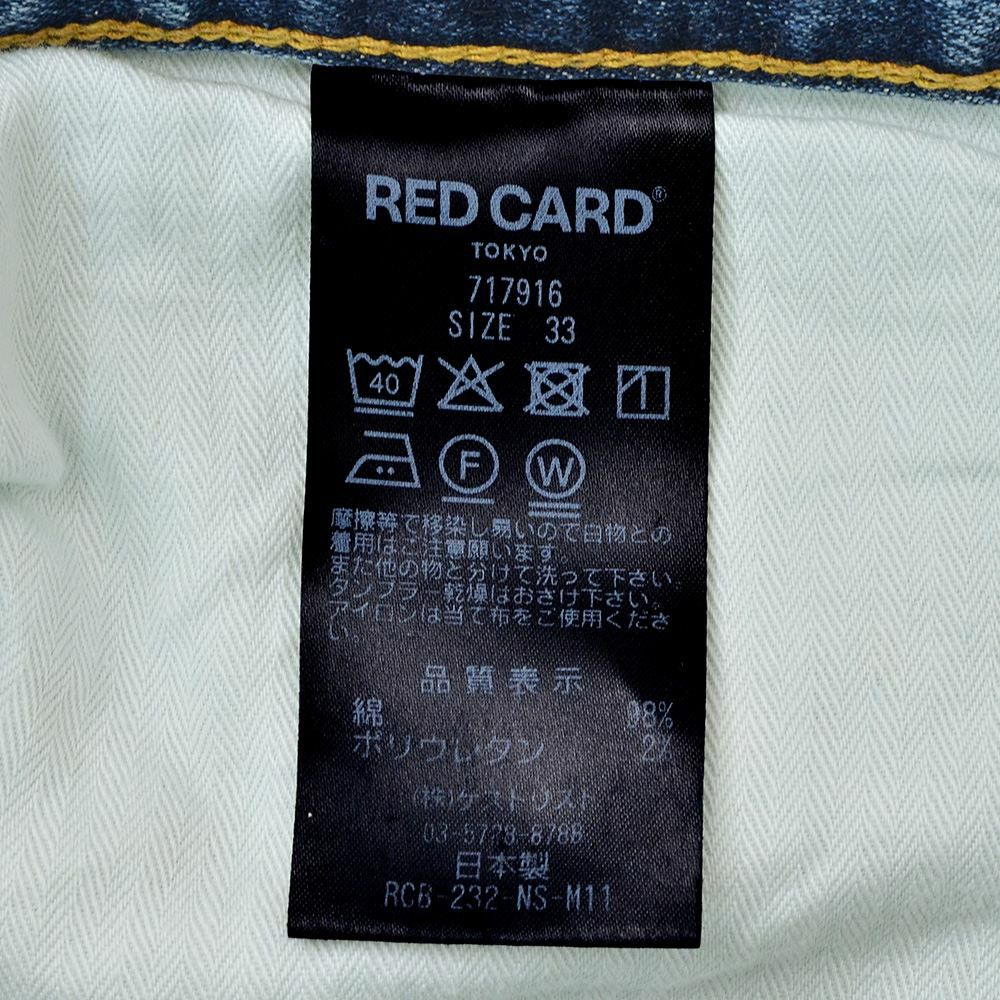 RED CARD®
TOKYO
717916
SIZE 33
40
F
W
摩擦等で移染し易いので白物との
着用はご注意願います。
また他の物と分けて洗って下さい。
タンブラー乾燥はおさけ下さい。
アイロンは当て布をご使用くださ
い。
品質表示
綿 98%
ポリウレタン 2%
(株)ゲストリスト
日本製
RCB-232-NS-M11